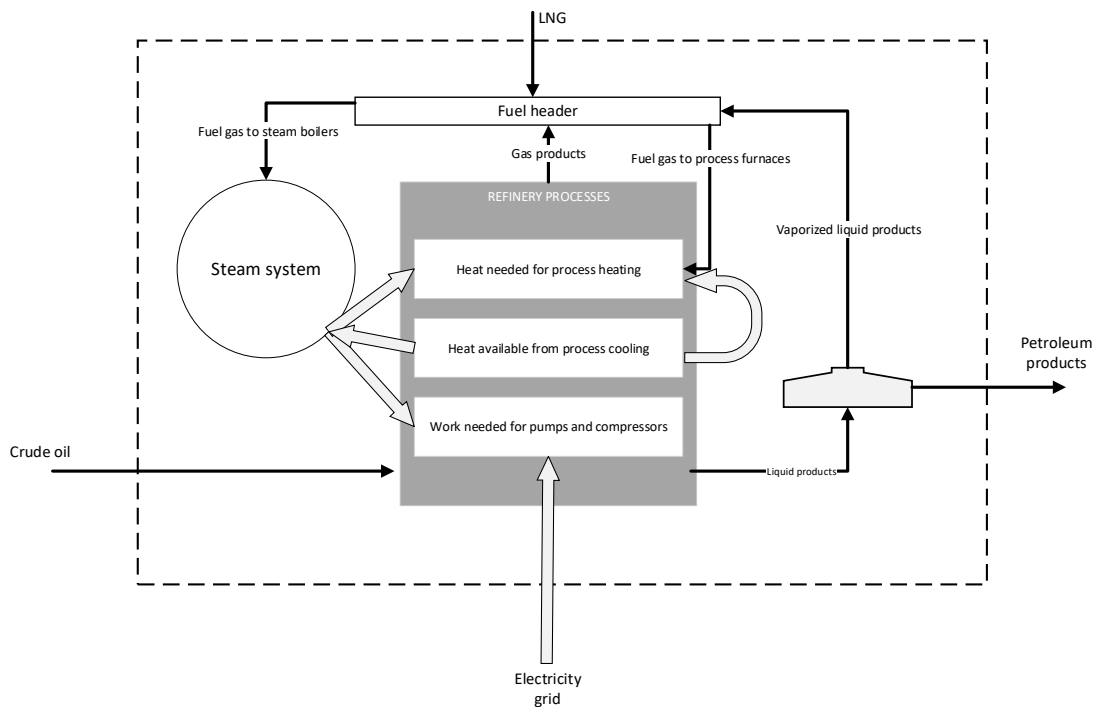 LNG
Fuel header
Fuel gas to steam boilers
Gas products
Fuel gas to process furnaces
REFINERY PROCESSES
Vaporized liquid products
Steam system
Heat needed for process heating
Heat available from process cooling
Petroleum
products
Work needed for pumps and compressors
Crude oil
Liquid products
Electricity
grid